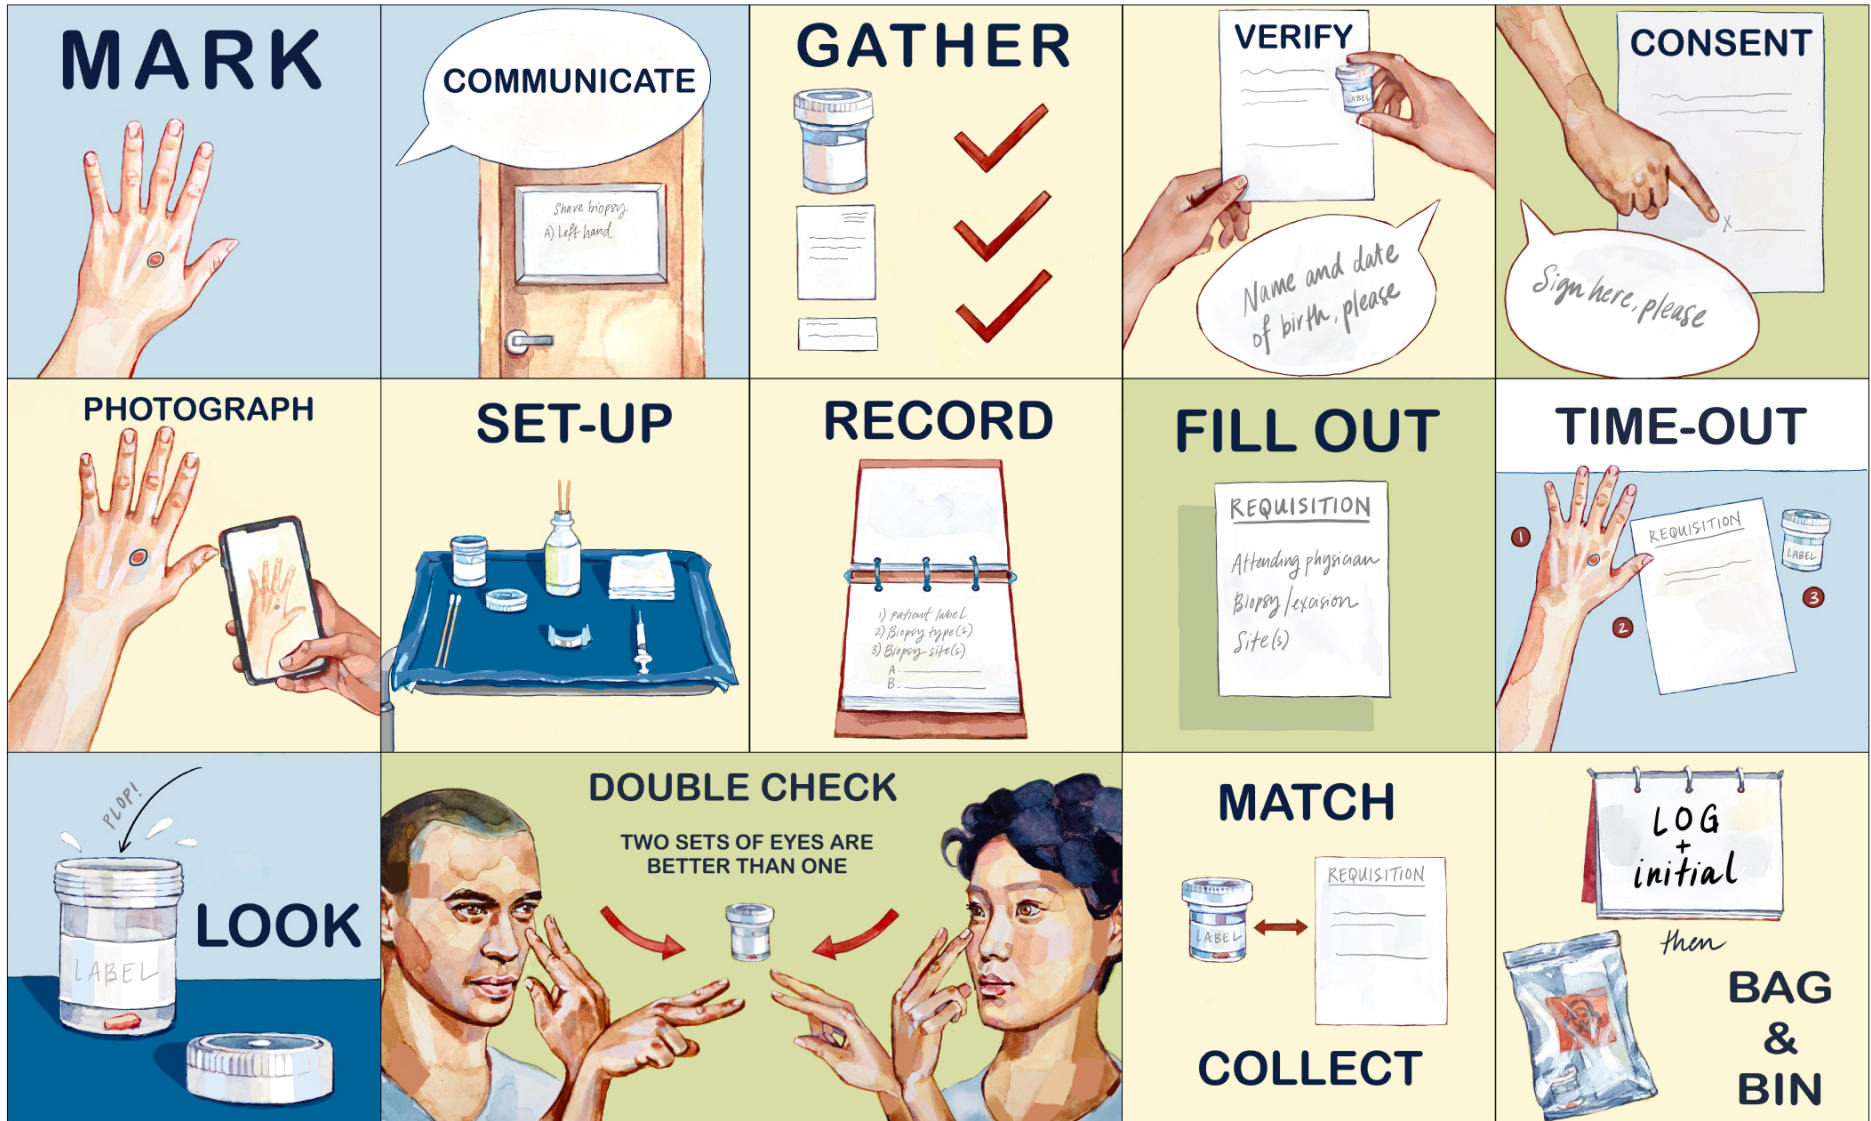 MARK
COMMUNICATE
Shave biopsy
A) Left hand
GATHER
VERIFY
LABEL
Name and date
of birth, please
CONSENT
X
Sign here, please
PHOTOGRAPH
SET-UP
RECORD
1) Patient label
2) Biopsy type(s)
3) Biopsy site(s)
A.
B.
FILL OUT
REQUISITION
Attending physician
Biopsy/excision
Site(s)
TIME-OUT
1
REQUISITION
LABEL
2
3
PLOP!
LABEL
LOOK
DOUBLE CHECK
TWO SETS OF EYES ARE
BETTER THAN ONE
MATCH
LABEL
REQUISITION
COLLECT
LOG
+
initial
then
BAG
&
BIN